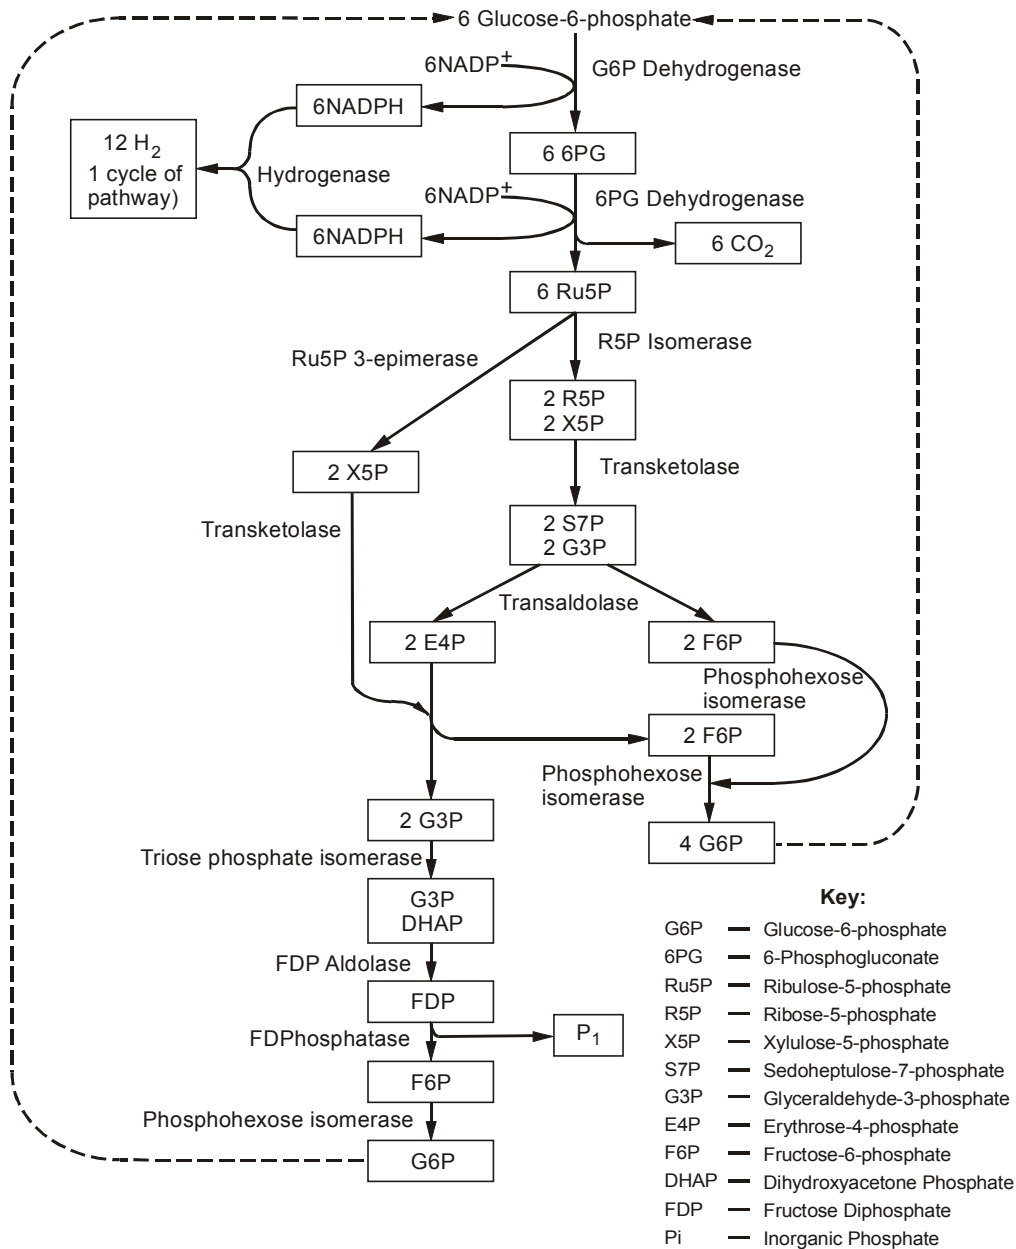 6 Glucose-6-phosphate
6NADP+
G6P Dehydrogenase
6NADPH
12 H2
1 cycle of
pathway)
6 6PG
Hydrogenase
6NADP+
6PG Dehydrogenase
6NADPH
6 CO2
6 Ru5P
R5P Isomerase
Ru5P 3-epimerase
2 R5P
2 X5P
2 X5P
Transketolase
Transketolase
2 S7P
2 G3P
Transaldolase
2 E4P
2 F6P
Phosphohexose
isomerase
2 F6P
Phosphohexose
isomerase
2 G3P
4 G6P
Triose phosphate isomerase
G3P
DHAP
FDP Aldolase
FDP
FDPhosphatase
P1
F6P
Phosphohexose isomerase
G6P
Key:
G6P — Glucose-6-phosphate
6PG — 6-Phosphogluconate
Ru5P — Ribulose-5-phosphate
R5P — Ribose-5-phosphate
X5P — Xylulose-5-phosphate
S7P — Sedoheptulose-7-phosphate
G3P — Glyceraldehyde-3-phosphate
E4P — Erythrose-4-phosphate
F6P — Fructose-6-phosphate
DHAP — Dihydroxyacetone Phosphate
FDP — Fructose Diphosphate
Pi — Inorganic Phosphate